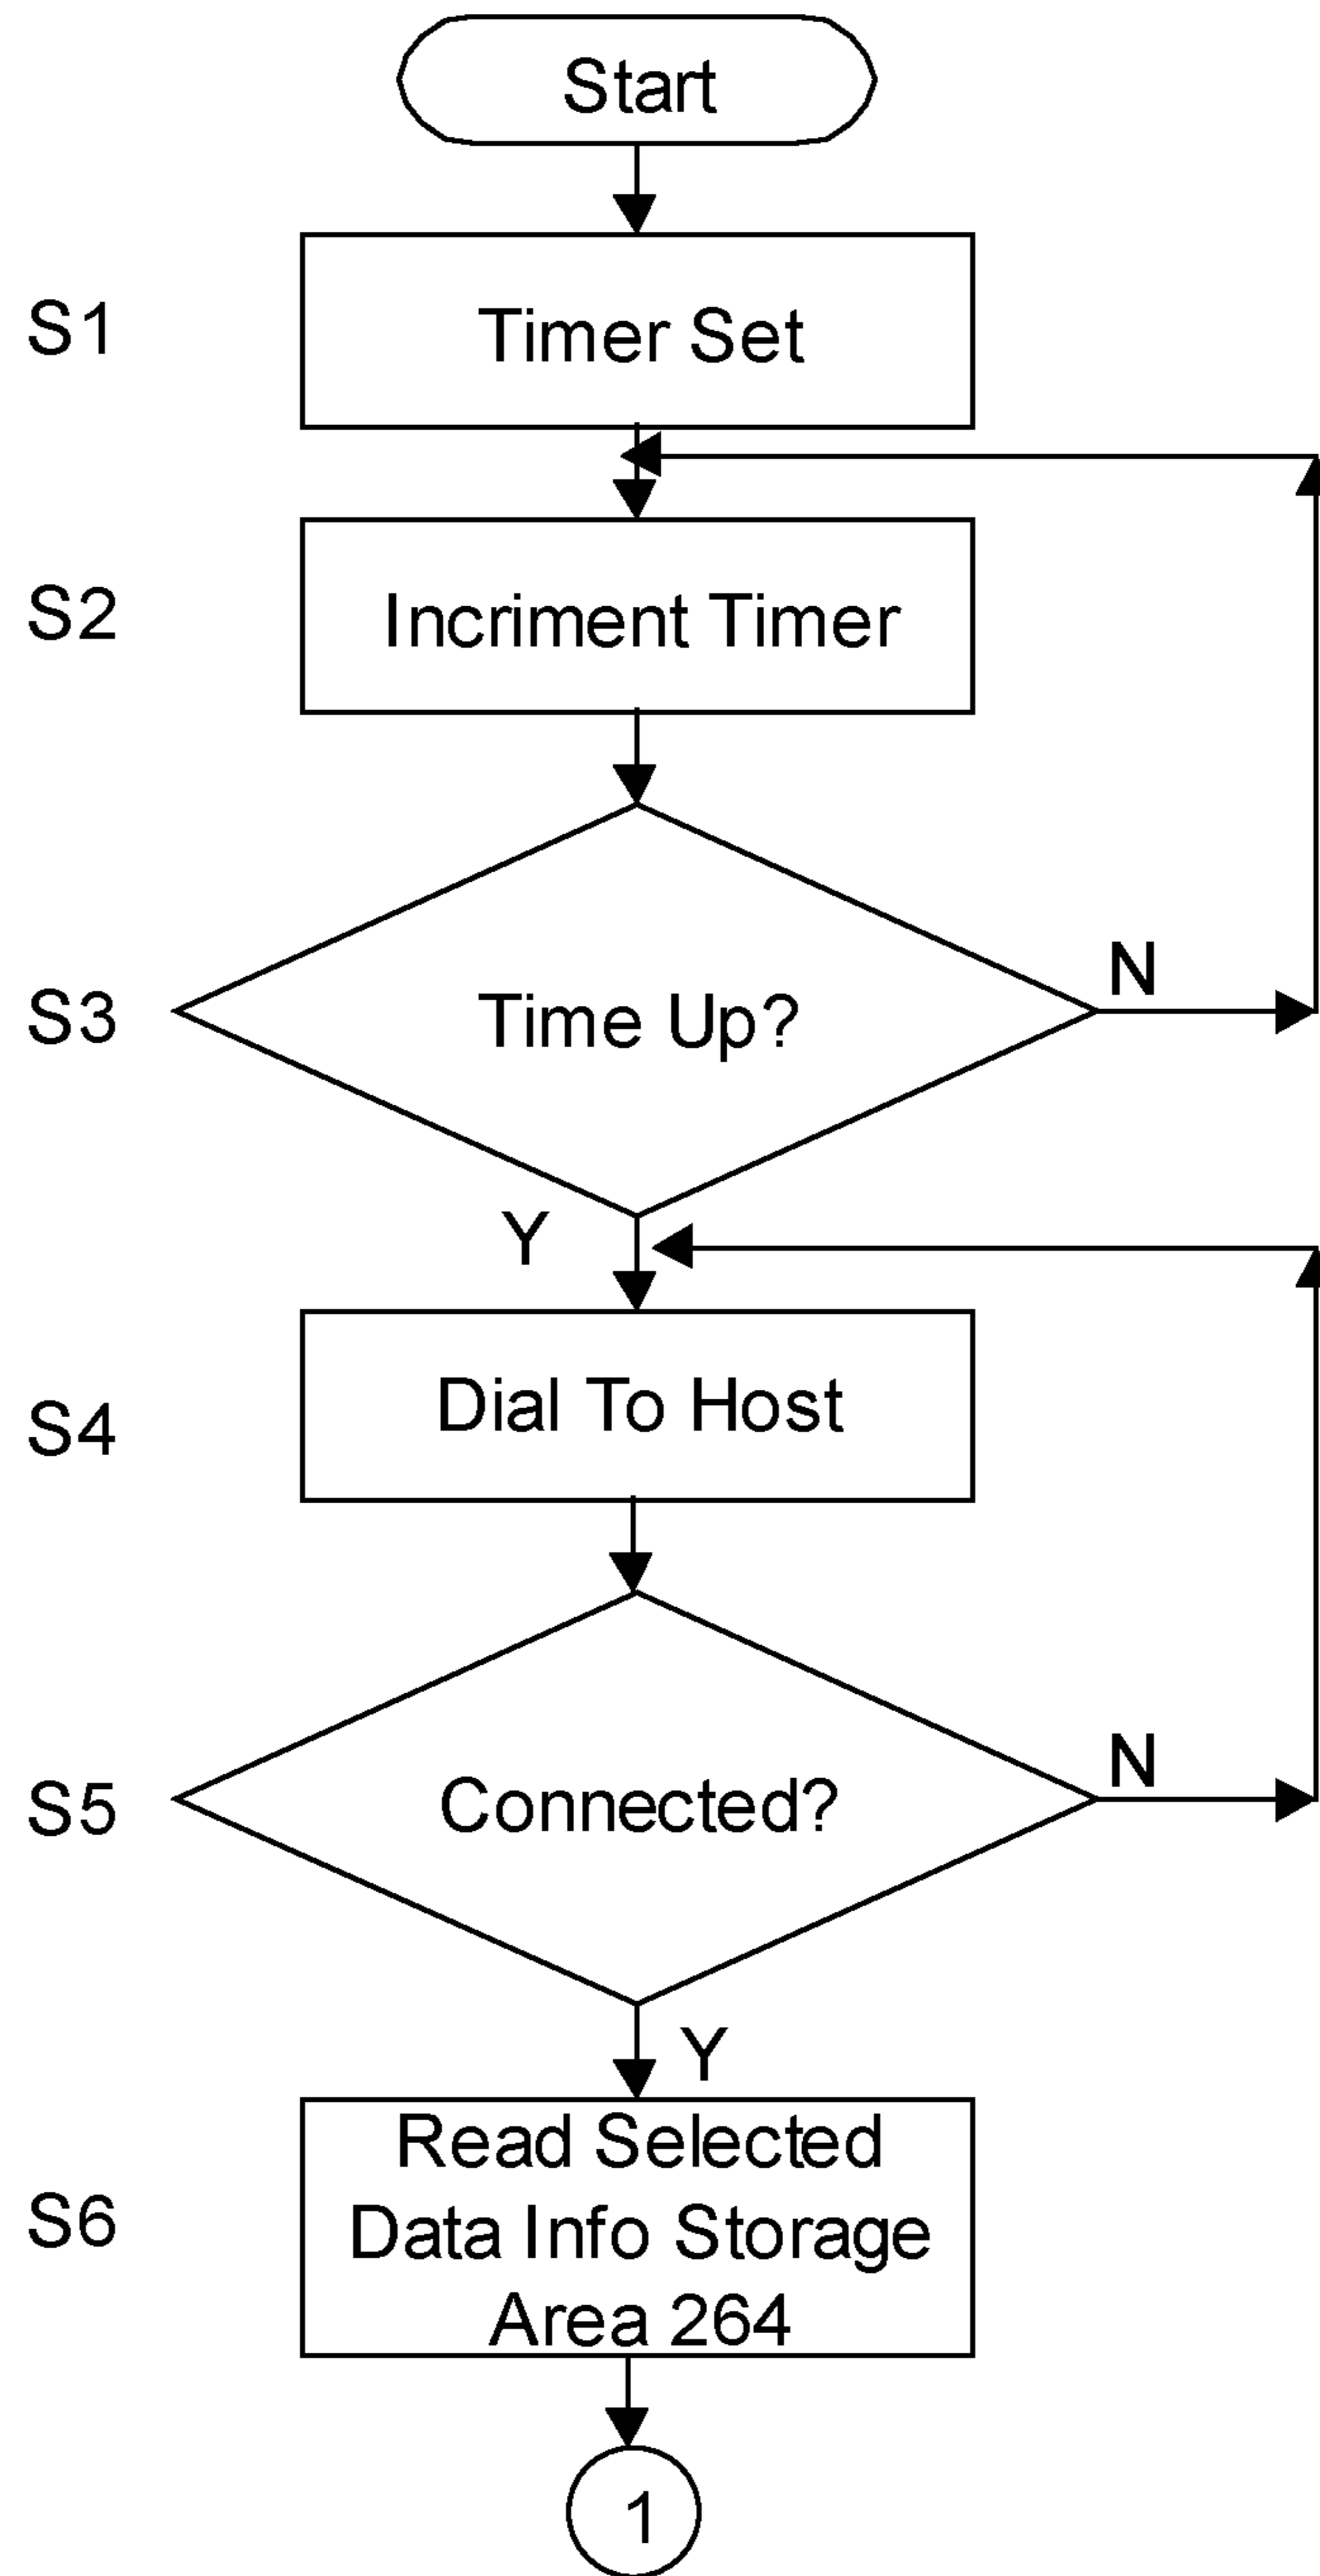 Start
S1
Timer Set
S2
Incriment Timer
S3
Time Up?
N
Y
S4
Dial To Host
S5
Connected?
N
Y
S6
Read Selected
Data Info Storage
Area 264
1